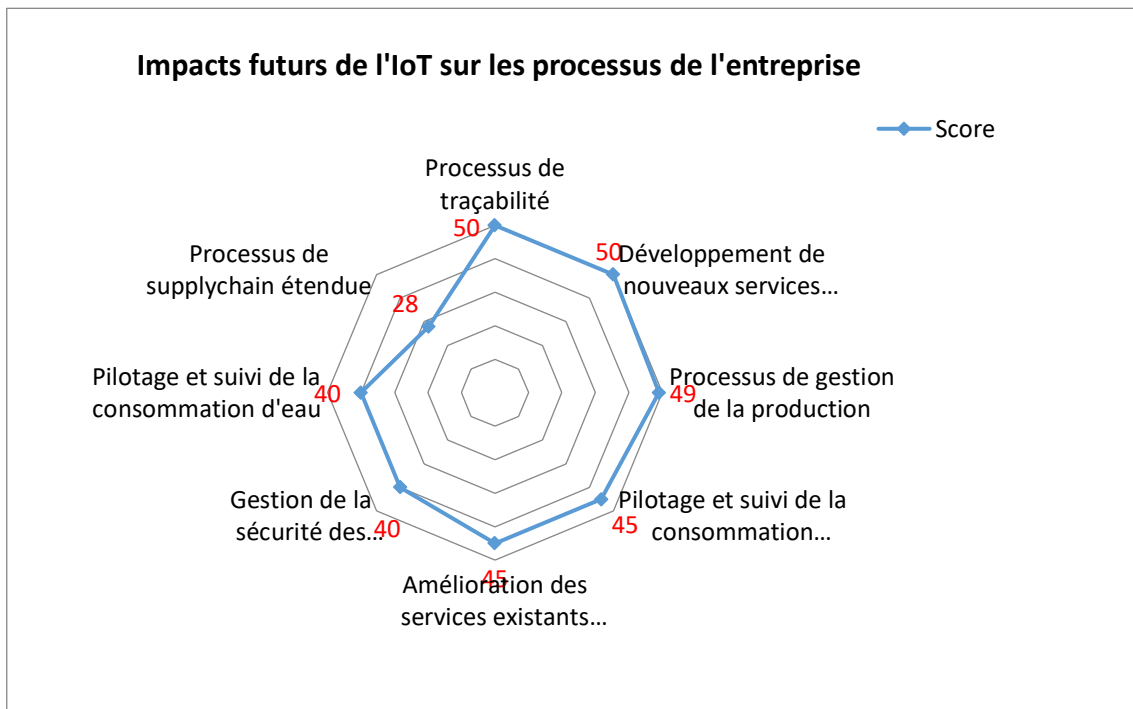 Impacts futurs de l'IoT sur les processus de l'entreprise
Score
Processus de
traçabilité
50
50
Développement de
nouveaux services...
Processus de
supplychain étendue
28
Pilotage et suivi de la
consommation d'eau
40
Processus de gestion
de la production
49
Gestion de la
sécurité des...
40
Pilotage et suivi de la
consommation...
45
45
Amélioration des
services existants...